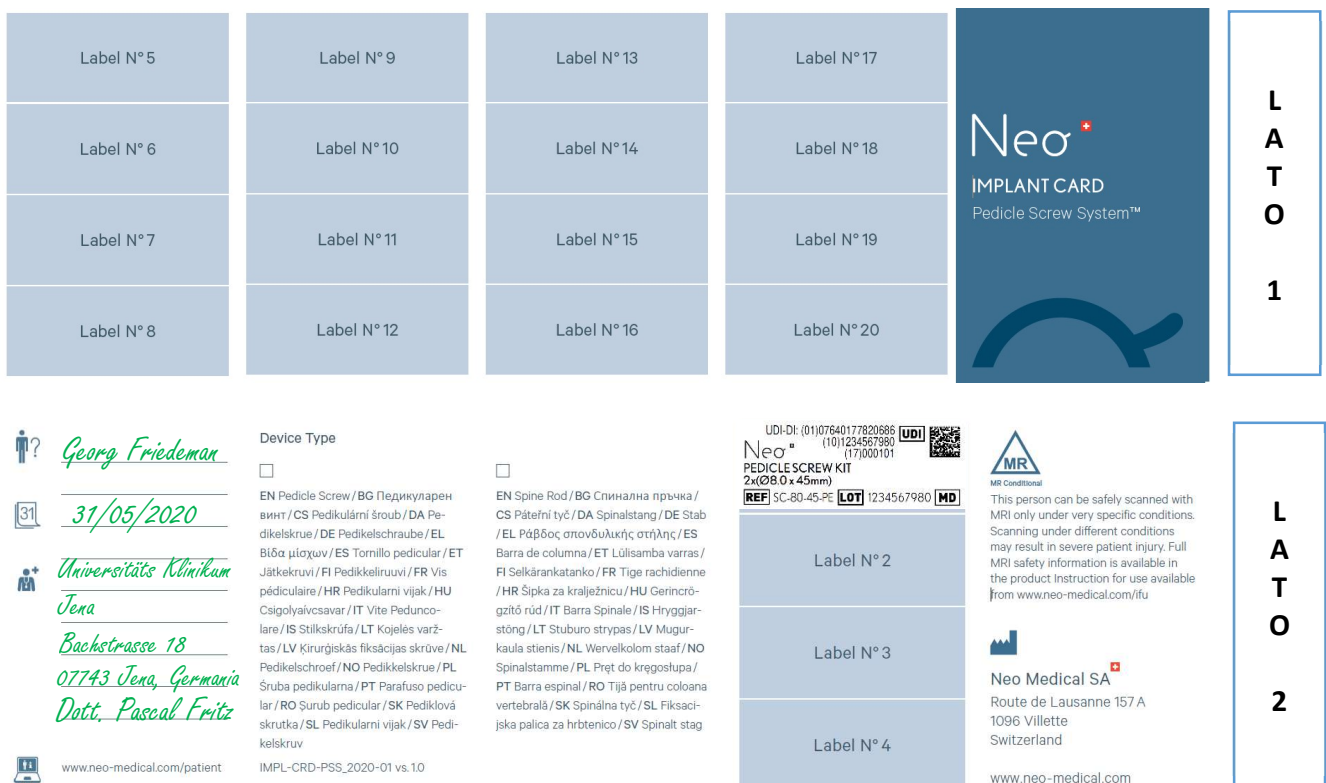 Label N° 5
Label N° 6
Label N° 7
Label N° 8
Label N° 9
Label N° 10
Label N° 11
Label N° 12
Label N° 13
Label N° 14
Label N° 15
Label N° 16
Label N° 17
Label N° 18
Label N° 19
Label N° 20
Neo
IMPLANT CARD
Pedicle Screw System™
LATO 1
?
Georg Friedeman
31
31/05/2020
Universitäts Klinikum
Jena
Bachstrasse 18
07743 Jena, Germania
Dott. Pascal Fritz
www.neo-medical.com/patient
Device Type
EN Pedicle Screw / BG Педикуларен
винт / CS Pedikulární šroub / DA Pe-
dikelskrue / DE Pedikelschraube / EL
Βίδα μίσχων / ES Tornillo pedicular / ET
Jätkekruvi / FI Pedikkeliruuvi / FR Vis
pédiculaire / HR Pedikularni vijak / HU
Csigolyaívcsavar / IT Vite Pedunco-
lare / IS Stilkskrúfa / LT Kojelės varž-
tas / LV Ķirurģiskās fiksācijas skrūve / NL
Pedikelschroef / NO Pedikkelskrue / PL
Śruba pedikularna / PT Parafuso pedicu-
lar / RO Șurub pedicular / SK Pediklová
skrutka / SL Pedikularni vijak / SV Pedi-
kelskruv
IMPL-CRD-PSS_2020-01 vs. 1.0
EN Spine Rod / BG Спинална пръчка /
CS Páteřní tyč / DA Spinalstang / DE Stab
/ EL Ράβδος σπονδυλικής στήλης / ES
Barra de columna / ET Lülisamba varras /
FI Selkärankatanko / FR Tige rachidienne
/ HR Šipka za kralježnicu / HU Gerincrö-
gzítő rúd / IT Barra Spinale / IS Hryggjar-
stöng / LT Stuburo strypas / LV Mugur-
kaula stienis / NL Wervelkolom staaf / NO
Spinalstamme / PL Pręt do kręgosłupa /
PT Barra espinal / RO Tijă pentru coloana
vertebrală / SK Spinálna tyč / SL Fiksaci-
jska palica za hrbtenico / SV Spinalt stag
UDI-DI: (01)07640177820686 UDI
(10)1234567980
(17)000101
Neo
PEDICLE SCREW KIT
2x(Ø8.0 x 45mm)
REF SC-80-45-PE LOT 1234567980 MD
Label N° 2
Label N° 3
Label N° 4
MR
MR Conditional
This person can be safely scanned with
MRI only under very specific conditions.
Scanning under different conditions
may result in severe patient injury. Full
MRI safety information is available in
the product Instruction for use available
from www.neo-medical.com/ifu
Neo Medical SA
Route de Lausanne 157 A
1096 Villette
Switzerland
www.neo-medical.com
LATO 2